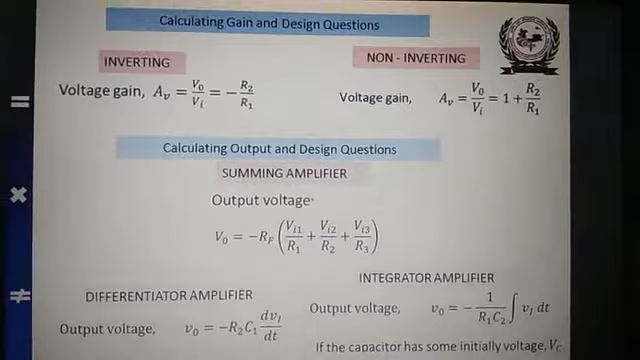 Calculating Gain and Design Questions
INVERTING
NON - INVERTING
Voltage gain, A_v = V_0/V_i = − R_2/R_1
Voltage gain, A_v = V_0/V_i = 1 + R_2/R_1
Calculating Output and Design Questions
SUMMING AMPLIFIER
Output voltage
V_0 = −R_F (V_i1/R_1 + V_i2/R_2 + V_i3/R_3)
DIFFERENTIATOR AMPLIFIER
Output voltage, v_0 = −R_2C_1 dv_I/dt
INTEGRATOR AMPLIFIER
Output voltage, v_0 = − 1/R_1C_2 ∫ v_I dt
If the capacitor has some initially voltage, V_C
=
×
≠